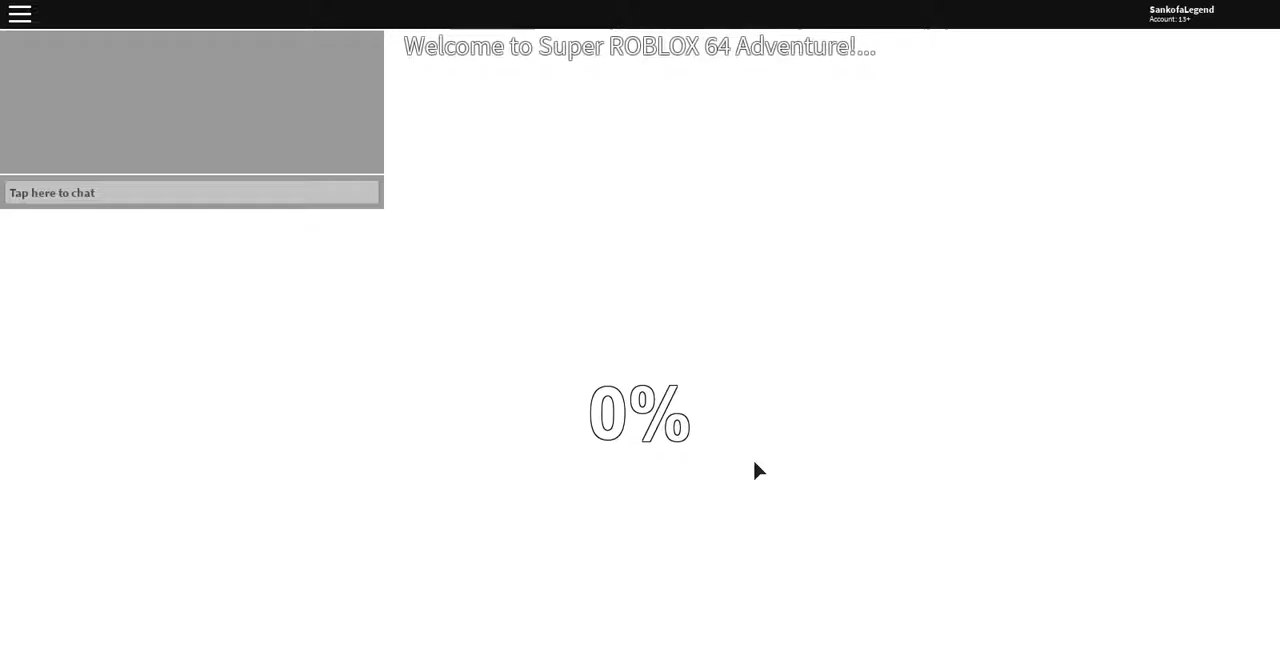 SankofaLegend
Account: 13+
Welcome to Super ROBLOX 64 Adventure!...
Tap here to chat
0%